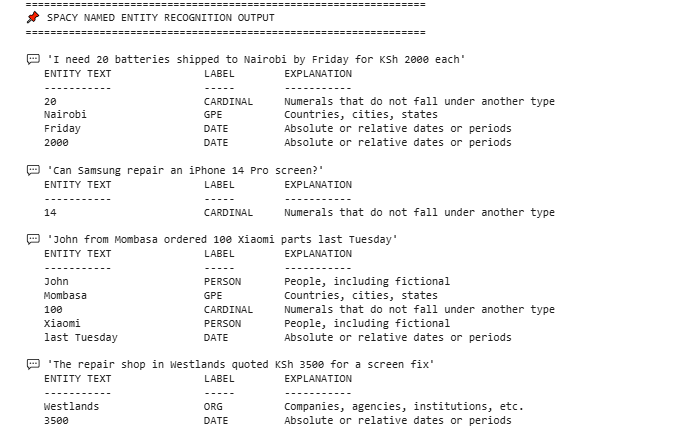 ============================================================
📌 SPACY NAMED ENTITY RECOGNITION OUTPUT
============================================================
💬 'I need 20 batteries shipped to Nairobi by Friday for KSh 2000 each'
ENTITY TEXT LABEL EXPLANATION
----------- ----- -----------
20 CARDINAL Numerals that do not fall under another type
Nairobi GPE Countries, cities, states
Friday DATE Absolute or relative dates or periods
2000 DATE Absolute or relative dates or periods
💬 'Can Samsung repair an iPhone 14 Pro screen?'
ENTITY TEXT LABEL EXPLANATION
----------- ----- -----------
14 CARDINAL Numerals that do not fall under another type
💬 'John from Mombasa ordered 100 Xiaomi parts last Tuesday'
ENTITY TEXT LABEL EXPLANATION
----------- ----- -----------
John PERSON People, including fictional
Mombasa GPE Countries, cities, states
100 CARDINAL Numerals that do not fall under another type
Xiaomi PERSON People, including fictional
last Tuesday DATE Absolute or relative dates or periods
💬 'The repair shop in Westlands quoted KSh 3500 for a screen fix'
ENTITY TEXT LABEL EXPLANATION
----------- ----- -----------
Westlands ORG Companies, agencies, institutions, etc.
3500 DATE Absolute or relative dates or periods